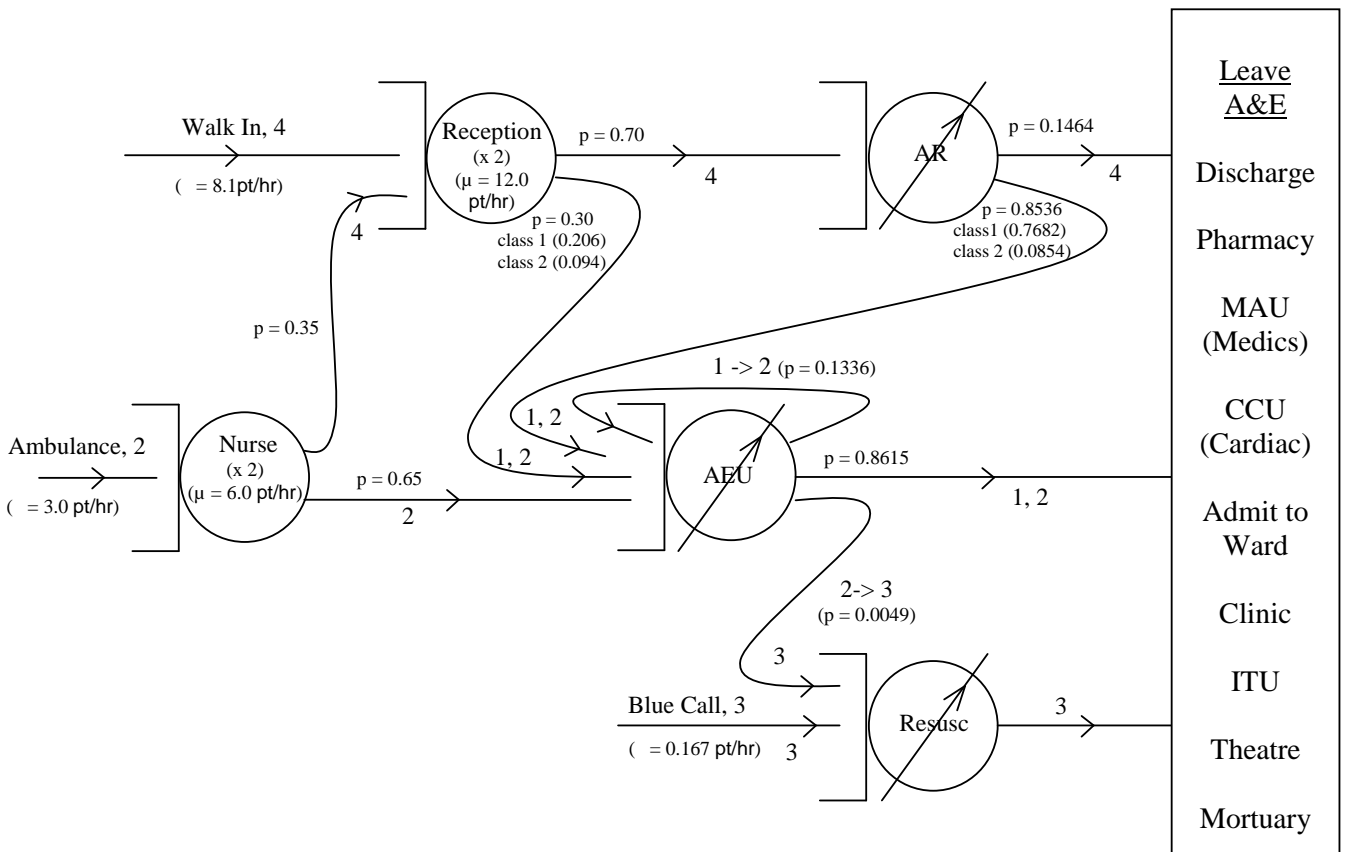 Walk In, 4
( = 8.1pt/hr)
4
Reception
(x 2)
(μ = 12.0
pt/hr)
p = 0.70
4
p = 0.30
class 1 (0.206)
class 2 (0.094)
AR
p = 0.1464
4
p = 0.8536
class1 (0.7682)
class 2 (0.0854)
p = 0.35
Ambulance, 2
( = 3.0 pt/hr)
Nurse
(x 2)
(μ = 6.0 pt/hr)
p = 0.65
2
1 -> 2 (p = 0.1336)
1, 2
1, 2
AEU
p = 0.8615
1, 2
2-> 3
(p = 0.0049)
3
Blue Call, 3
( = 0.167 pt/hr)
3
Resusc
3
Leave
A&E
Discharge
Pharmacy
MAU
(Medics)
CCU
(Cardiac)
Admit to
Ward
Clinic
ITU
Theatre
Mortuary